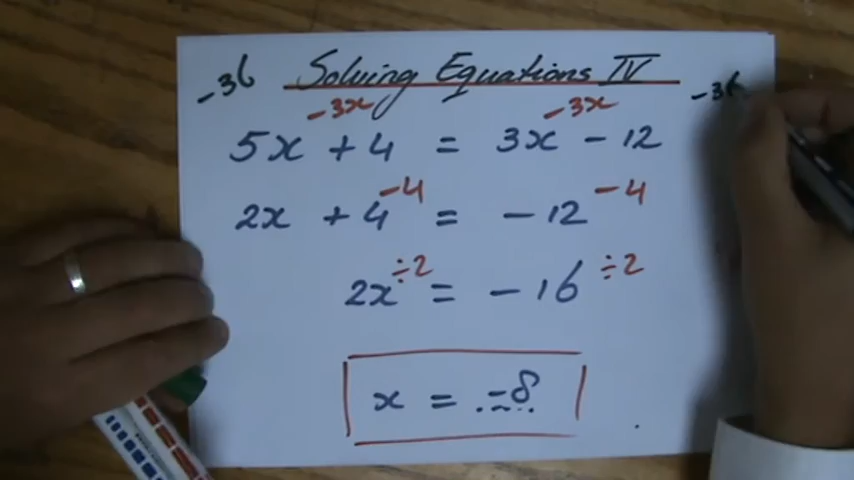 -36 Solving Equations IV -36
-3x -3x
5x + 4 = 3x - 12
-4 -4
2x + 4 = -12
÷2 ÷2
2x = -16
x = -8